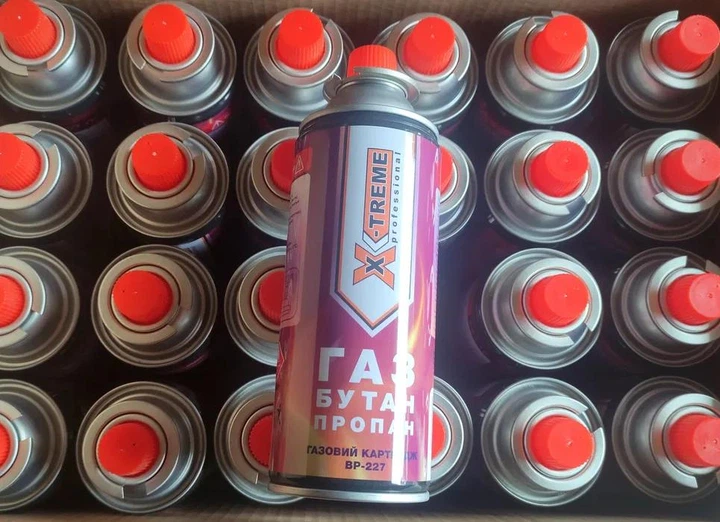 X-TREME
professional
ГАЗ
БУТАН
ПРОПАН
ГАЗОВИЙ КАРТРИДЖ
BP-227